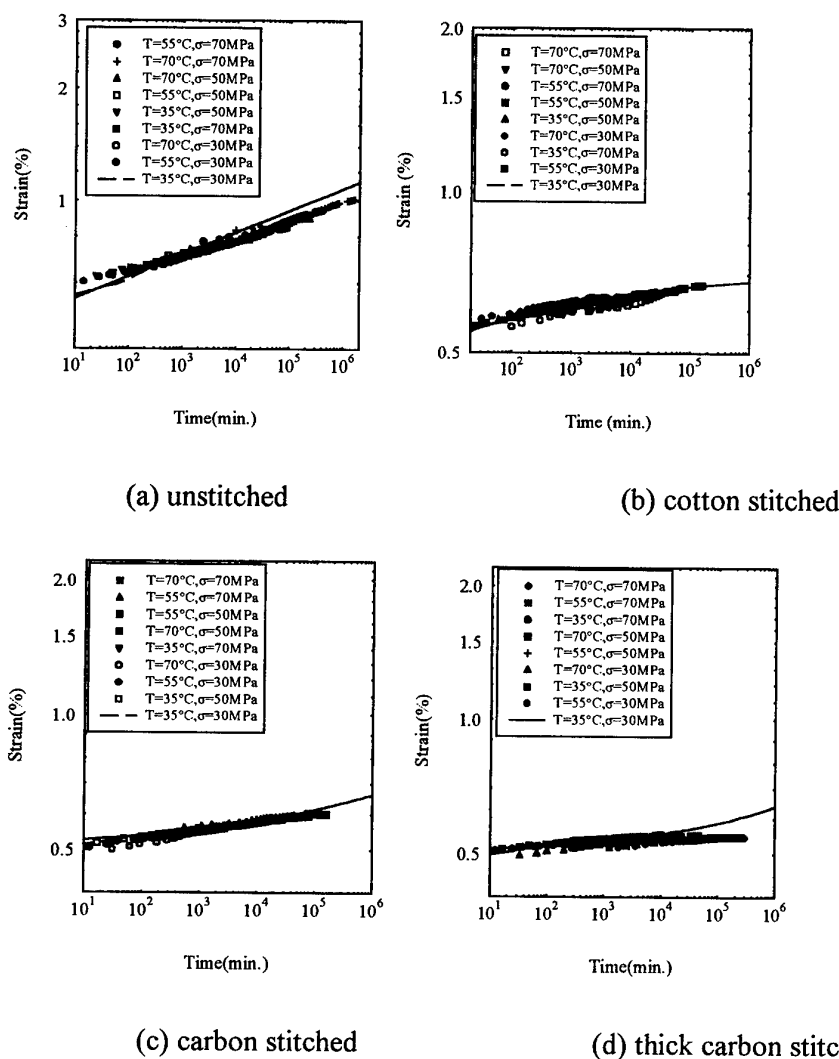 3
2
1
Strain(%)
T=55°C,σ=70MPa
T=70°C,σ=70MPa
T=70°C,σ=50MPa
T=55°C,σ=50MPa
T=35°C,σ=50MPa
T=35°C,σ=70MPa
T=70°C,σ=30MPa
T=55°C,σ=30MPa
T=35°C,σ=30MPa
10¹ 10² 10³ 10⁴ 10⁵ 10⁶
Time(min.)
(a) unstitched
2.0
1.5
1.0
0.5
Strain (%)
T=70°C,σ=70MPa
T=70°C,σ=50MPa
T=55°C,σ=70MPa
T=55°C,σ=50MPa
T=35°C,σ=50MPa
T=70°C,σ=30MPa
T=35°C,σ=70MPa
T=55°C,σ=30MPa
T=35°C,σ=30MPa
10² 10³ 10⁴ 10⁵ 10⁶
Time (min.)
(b) cotton stitched
2.0
1.5
1.0
0.5
Strain(%)
T=70°C,σ=70MPa
T=55°C,σ=70MPa
T=55°C,σ=50MPa
T=70°C,σ=50MPa
T=35°C,σ=70MPa
T=70°C,σ=30MPa
T=55°C,σ=30MPa
T=35°C,σ=50MPa
T=35°C,σ=30MPa
10¹ 10² 10³ 10⁴ 10⁵ 10⁶
Time(min.)
(c) carbon stitched
2.0
1.5
1.0
0.5
Strain(%)
T=70°C,σ=70MPa
T=55°C,σ=70MPa
T=35°C,σ=70MPa
T=70°C,σ=50MPa
T=55°C,σ=50MPa
T=70°C,σ=30MPa
T=35°C,σ=50MPa
T=55°C,σ=30MPa
T=35°C,σ=30MPa
10¹ 10² 10³ 10⁴ 10⁵ 10⁶
Time(min.)
(d) thick carbon stitc